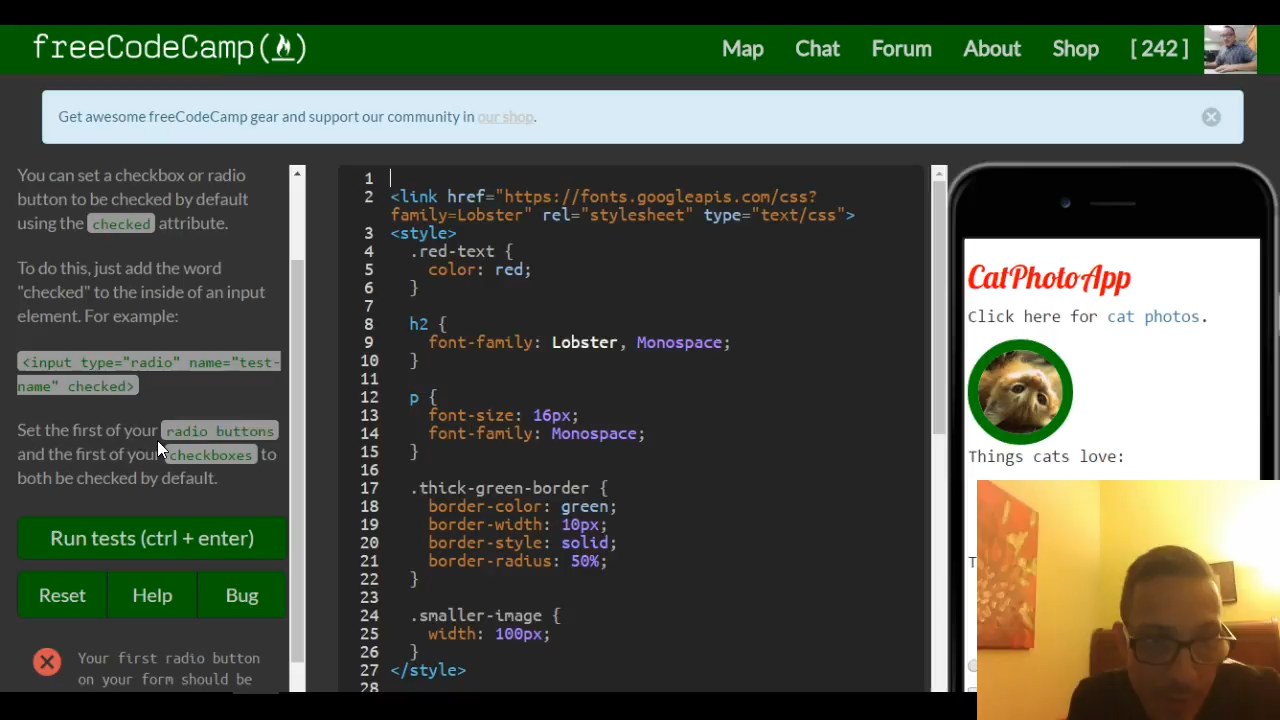 freeCodeCamp(🔥)
Map Chat Forum About Shop [ 242 ]
Get awesome freeCodeCamp gear and support our community in our shop.
You can set a checkbox or radio
button to be checked by default
using the checked attribute.
To do this, just add the word
"checked" to the inside of an input
element. For example:
<input type="radio" name="test-
name" checked>
Set the first of your radio buttons
and the first of your checkboxes to
both be checked by default.
Run tests (ctrl + enter)
Reset Help Bug
Your first radio button
on your form should be
1
2 <link href="https://fonts.googleapis.com/css?
family=Lobster" rel="stylesheet" type="text/css">
3 <style>
4 .red-text {
5 color: red;
6 }
7
8 h2 {
9 font-family: Lobster, Monospace;
10 }
11
12 p {
13 font-size: 16px;
14 font-family: Monospace;
15 }
16
17 .thick-green-border {
18 border-color: green;
19 border-width: 10px;
20 border-style: solid;
21 border-radius: 50%;
22 }
23
24 .smaller-image {
25 width: 100px;
26 }
27 </style>
28
CatPhotoApp
Click here for cat photos.
Things cats love: